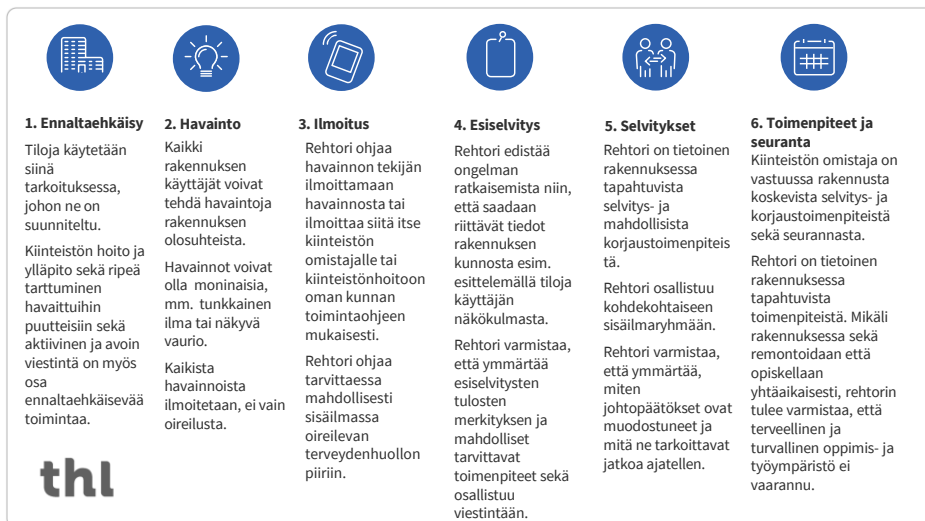 1. Ennaltaehkäisy
Tiloja käytetään
siinä
tarkoituksessa,
johon ne on
suunniteltu.
Kiinteistön hoito ja
ylläpito sekä ripeä
tarttuminen
havaittuihin
puutteisiin sekä
aktiivinen ja avoin
viestintä on myös
osa
ennaltaehkäisevää
toimintaa.
2. Havainto
Kaikki
rakennuksen
käyttäjät voivat
tehdä havaintoja
rakennuksen
olosuhteista.
Havainnot voivat
olla moninaisia,
mm. tunkkainen
ilma tai näkyvä
vaurio.
Kaikista
havainnoista
ilmoitetaan, ei vain
oireilusta.
3. Ilmoitus
Rehtori ohjaa
havainnon tekijän
ilmoittamaan
havainnosta tai
ilmoittaa siitä itse
kiinteistön
omistajalle tai
kiinteistönhoitoon
oman kunnan
toimintaohjeen
mukaisesti.
Rehtori ohjaa
tarvittaessa
mahdollisesti
sisäilmassa
oireilevan
terveydenhuollon
piiriin.
4. Esiselvitys
Rehtori edistää
ongelman
ratkaisemista niin,
että saadaan
riittävät tiedot
rakennuksen
kunnosta esim.
esittelemällä tiloja
käyttäjän
näkökulmasta.
Rehtori varmistaa,
että ymmärtää
esiselvitysten
tulosten
merkityksen ja
mahdolliset
tarvittavat
toimenpiteet sekä
osallistuu
viestintään.
5. Selvitykset
Rehtori on tietoinen
rakennuksessa
tapahtuvista
selvitys- ja
mahdollisista
korjaustoimenpiteis
tä.
Rehtori osallistuu
kohdekohtaiseen
sisäilmaryhmään.
Rehtori varmistaa,
että ymmärtää,
miten
johtopäätökset ovat
muodostuneet ja
mitä ne tarkoittavat
jatkoa ajatellen.
6. Toimenpiteet ja
seuranta
Kiinteistön omistaja on
vastuussa rakennusta
koskevista selvitys- ja
korjaustoimenpiteistä
sekä seurannasta.
Rehtori on tietoinen
rakennuksessa
tapahtuvista
toimenpiteistä. Mikäli
rakennuksessa sekä
remontoidaan että
opiskellaan
yhtäaikaisesti, rehtorin
tulee varmistaa, että
terveellinen ja
turvallinen oppimis- ja
työympäristö ei
vaarannu.
thl